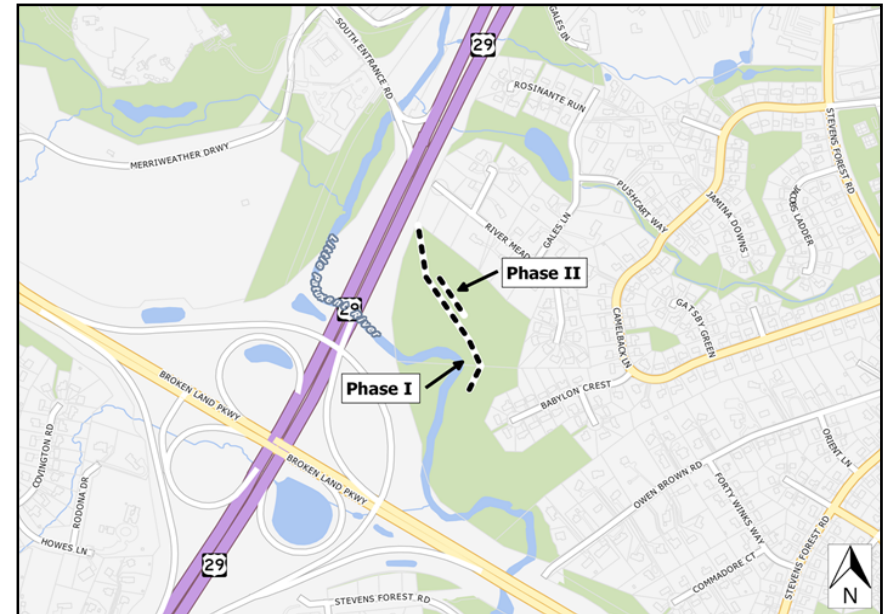 GALES LN
29
SOUTH ENTRANCE RD
ROSINANTE RUN
MERRIWEATHER DRWY
STEVENS FOREST RD
PUSHCART WAY
JAMINA DOWNS
JACOBS LADDER
RIVER MEAD
GALES LN
Little Patuxent River
Phase II
29
GATSBY GREEN
CAMELBACK LN
Phase I
BABYLON CREST
BROKEN LAND PKWY
COVINGTON RD
RODONA DR
BROKEN LAND PKWY
OWEN BROWN RD
ORIENT LN
FORTY WINKS WAY
HOWES LN
29
COMMADORE CT
STEVENS FOREST RD
STEVENS FOREST RD
N